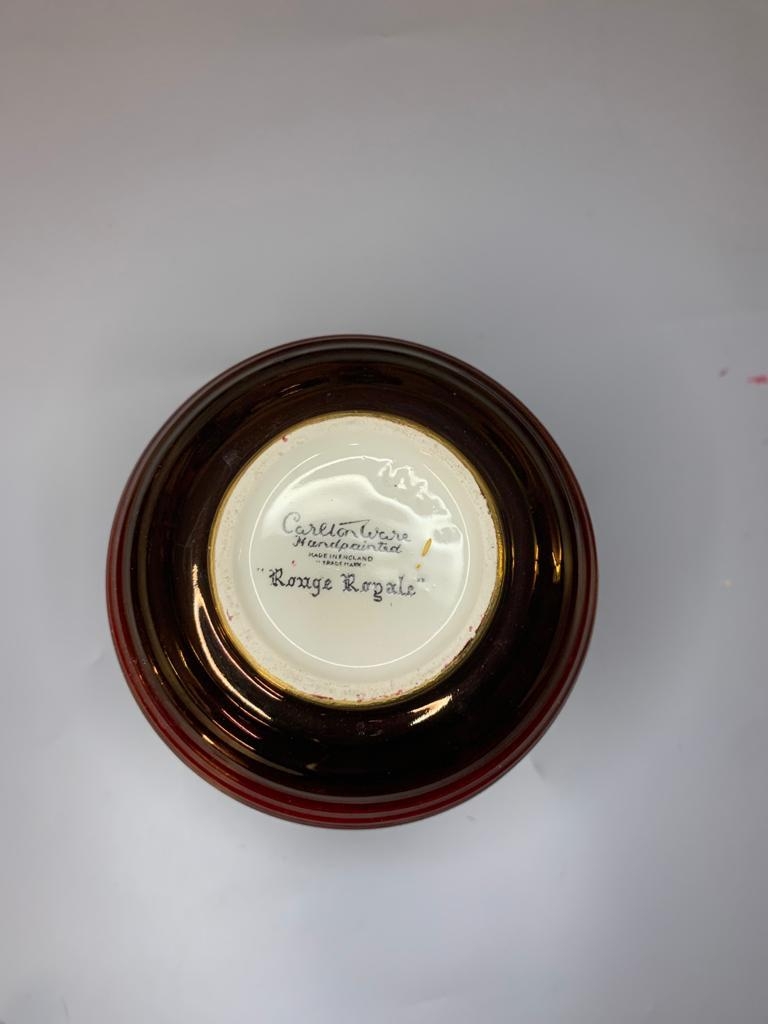 Carlton Ware
Handpainted
MADE IN ENGLAND
"TRADE MARK"
"Rouge Royale"